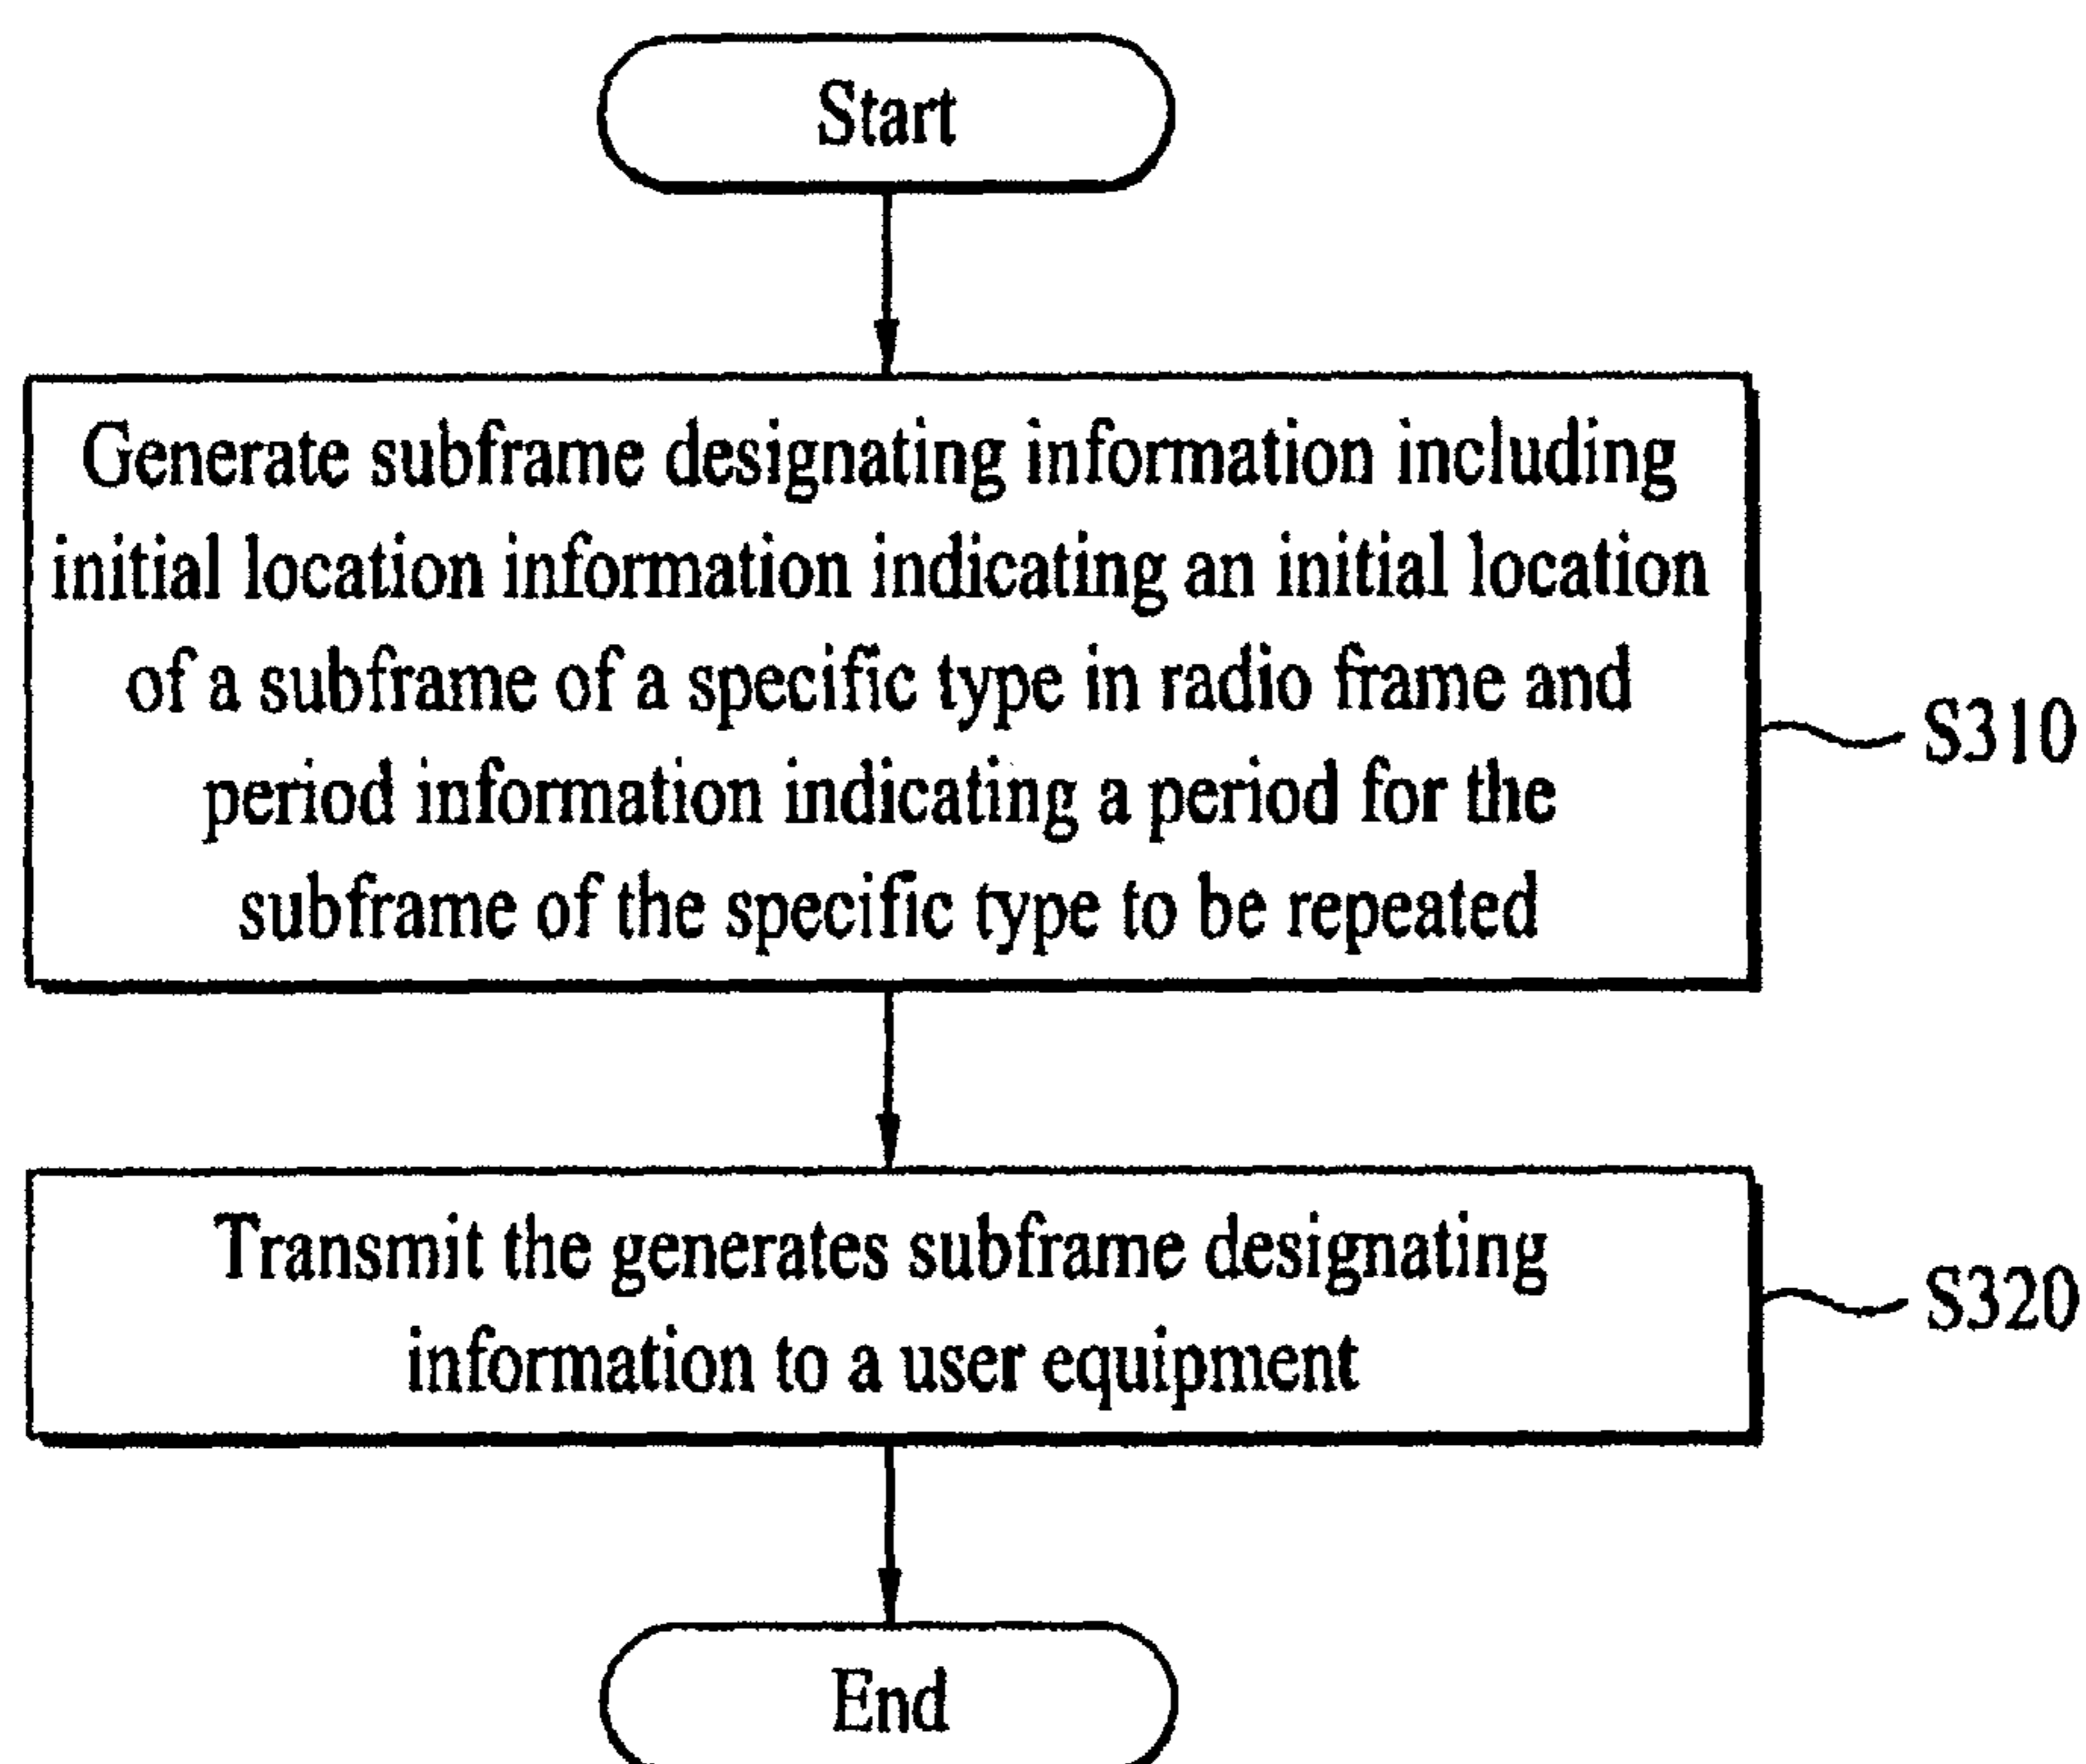 Start
Generate subframe designating information including
initial location information indicating an initial location
of a subframe of a specific type in radio frame and
period information indicating a period for the
subframe of the specific type to be repeated
S310
Transmit the generates subframe designating
information to a user equipment
S320
End